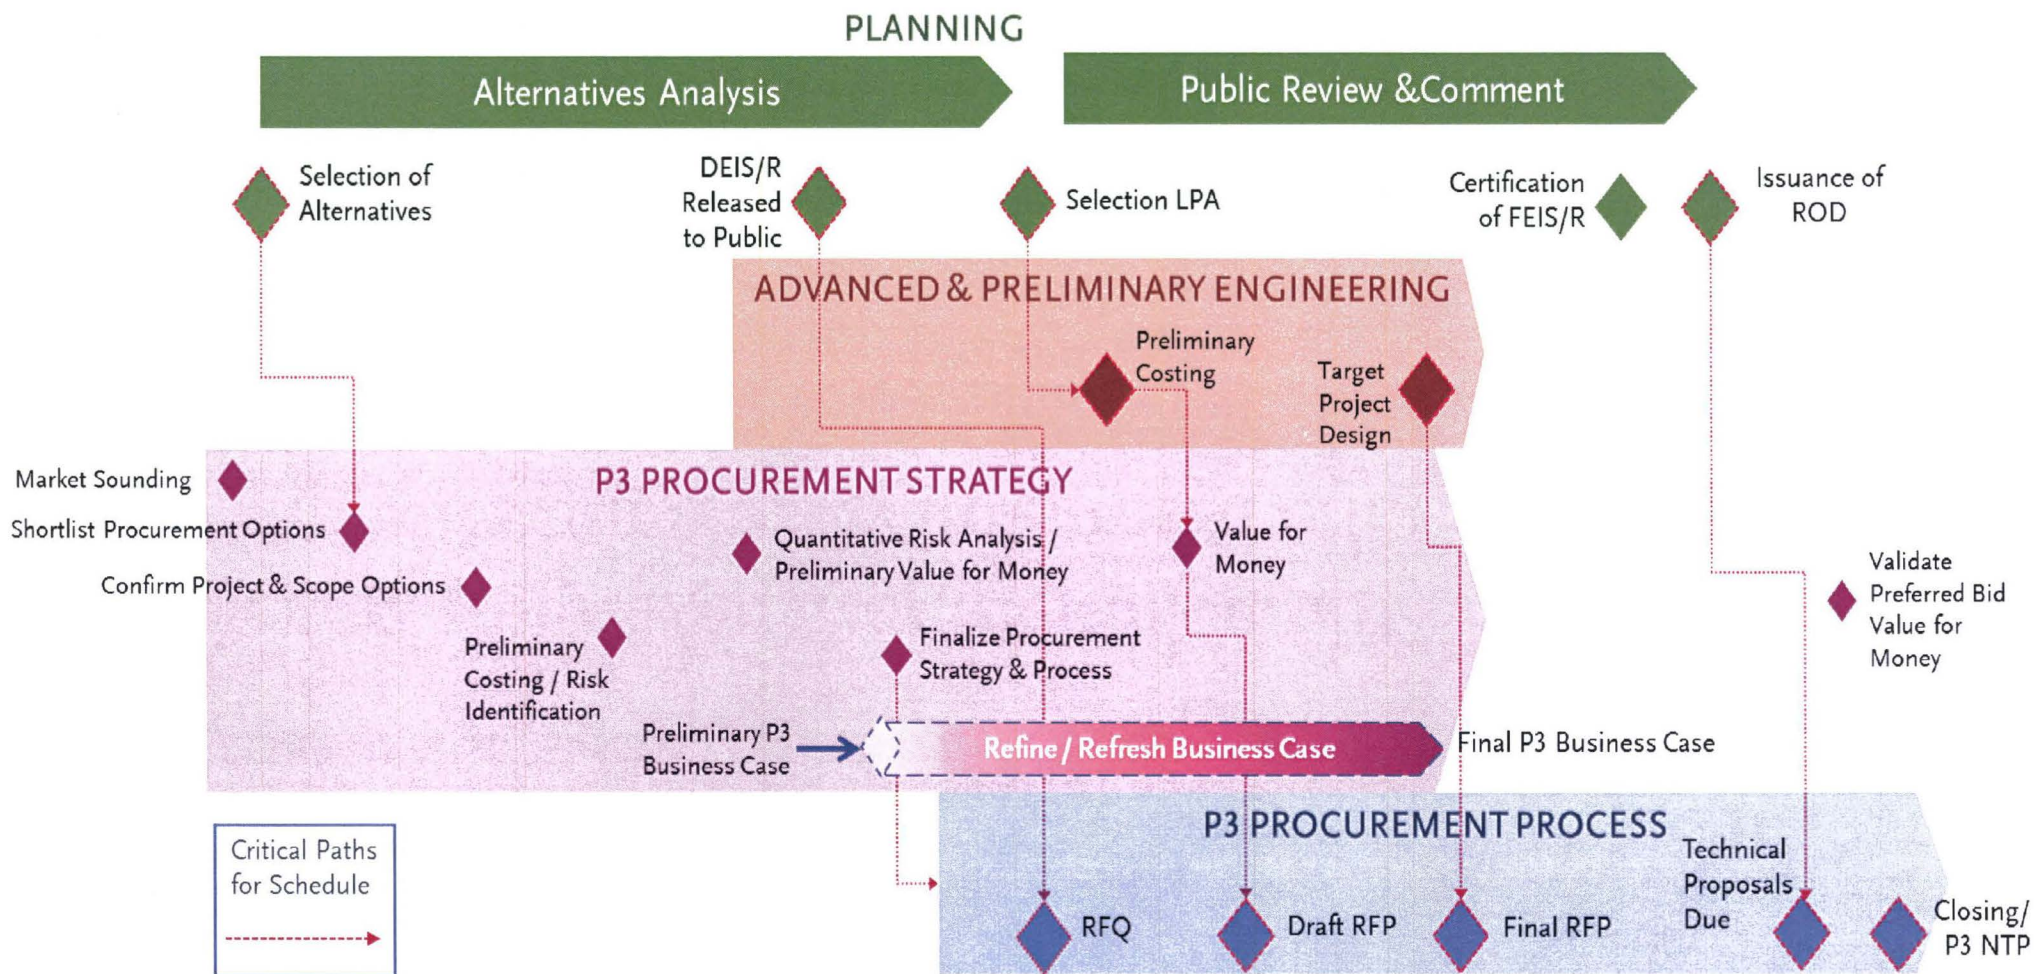 PLANNING
Alternatives Analysis
Public Review &Comment
Selection of
Alternatives
DEIS/R
Released
to Public
Selection LPA
Certification
of FEIS/R
Issuance of
ROD
ADVANCED & PRELIMINARY ENGINEERING
Preliminary
Costing
Target
Project
Design
P3 PROCUREMENT STRATEGY
Market Sounding
Shortlist Procurement Options
Confirm Project & Scope Options
Preliminary
Costing / Risk
Identification
Quantitative Risk Analysis /
Preliminary Value for Money
Value for
Money
Finalize Procurement
Strategy & Process
Validate
Preferred Bid
Value for
Money
Preliminary P3
Business Case
Refine / Refresh Business Case
Final P3 Business Case
P3 PROCUREMENT PROCESS
RFQ
Draft RFP
Final RFP
Technical
Proposals
Due
Closing/
P3 NTP
Critical Paths
for Schedule